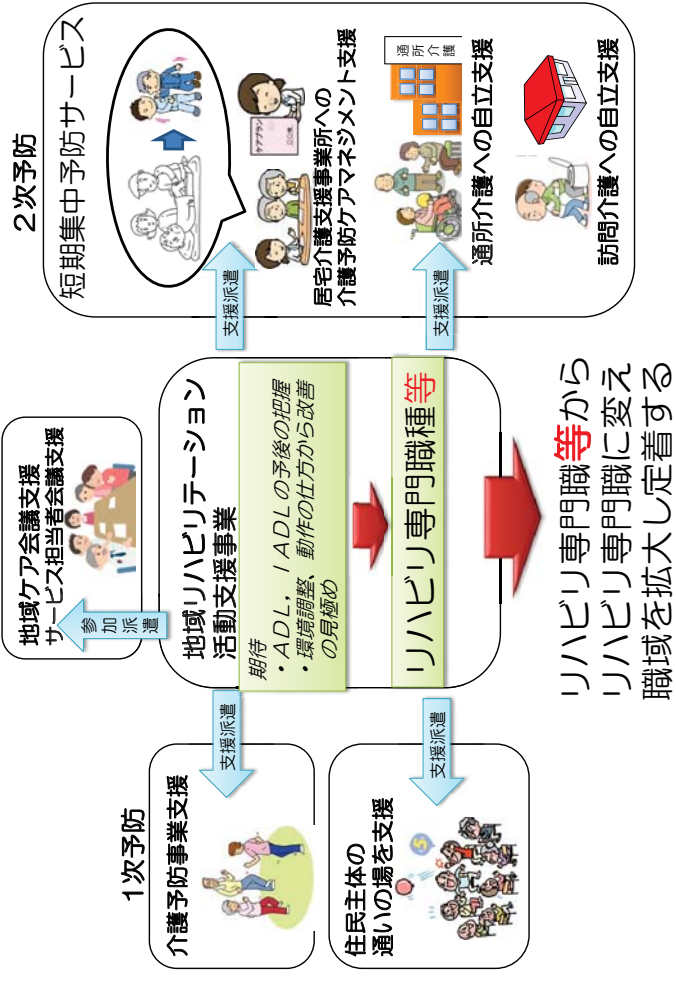 地域ケア会議支援
サービス担当者会議支援
参加
派遣
1次予防
介護予防事業支援
支援派遣
住民主体の
通いの場を支援
支援派遣
地域リハビリテーション
活動支援事業
期待
・ADL，IADLの予後の把握
・環境調整、動作の仕方から改善
の見極め
リハビリ専門職種等
2次予防
短期集中予防サービス
支援派遣
ケアプラン
居宅介護支援事業所への
介護予防ケアマネジメント支援
支援派遣
通所介護
通所介護への自立支援
訪問介護への自立支援
リハビリ専門職等から
リハビリ専門職に変え
職域を拡大し定着する